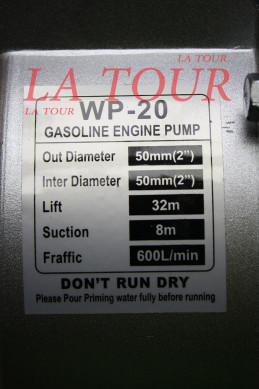 LA TOUR
LA TOUR
LA TOUR
WP-20
GASOLINE ENGINE PUMP
Out Diameter 50mm(2")
Inter Diameter 50mm(2")
Lift 32m
Suction 8m
Fraffic 600L/min
DON'T RUN DRY
Please Pour Priming water fully before running